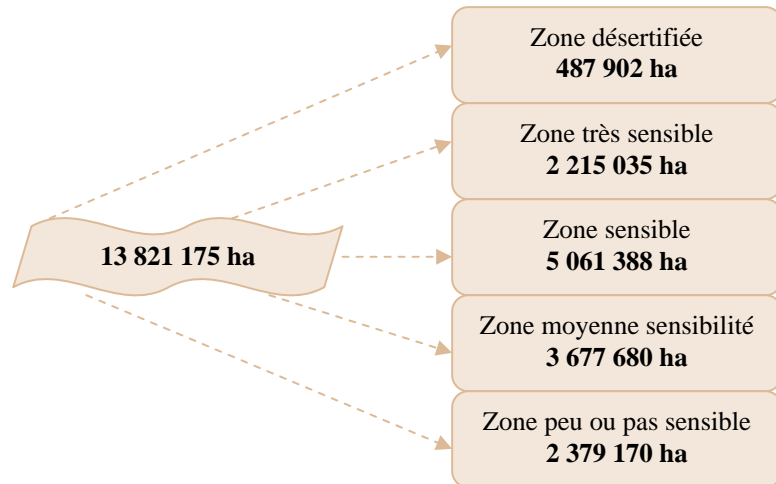 Zone désertifiée
487 902 ha
Zone très sensible
2 215 035 ha
13 821 175 ha
Zone sensible
5 061 388 ha
Zone moyenne sensibilité
3 677 680 ha
Zone peu ou pas sensible
2 379 170 ha